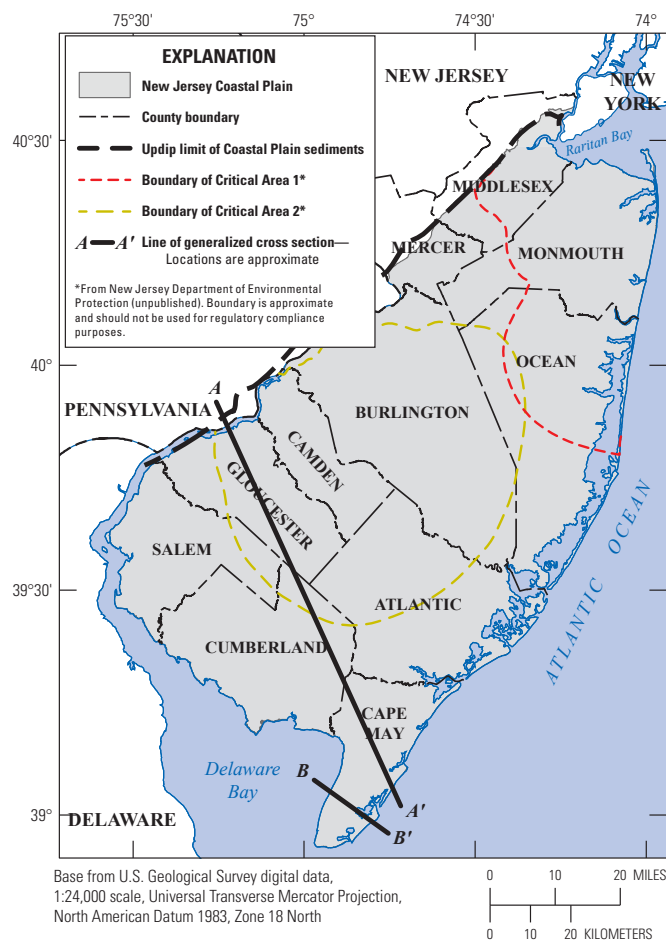 75°30'
75°
74°30'
74°
EXPLANATION
New Jersey Coastal Plain
County boundary
Updip limit of Coastal Plain sediments
Boundary of Critical Area 1*
Boundary of Critical Area 2*
A A' Line of generalized cross section—
Locations are approximate
*From New Jersey Department of Environmental
Protection (unpublished). Boundary is approximate
and should not be used for regulatory compliance
purposes.
NEW JERSEY
NEW
YORK
40°30'
Raritan Bay
MIDDLESEX
MERCER
MONMOUTH
40°
OCEAN
A
PENNSYLVANIA
BURLINGTON
CAMDEN
GLOUCESTER
SALEM
ATLANTIC OCEAN
39°30'
ATLANTIC
CUMBERLAND
CAPE
MAY
Delaware
Bay
B
A'
39°
DELAWARE
B'
Base from U.S. Geological Survey digital data,
1:24,000 scale, Universal Transverse Mercator Projection,
North American Datum 1983, Zone 18 North
0 10 20 MILES
0 10 20 KILOMETERS